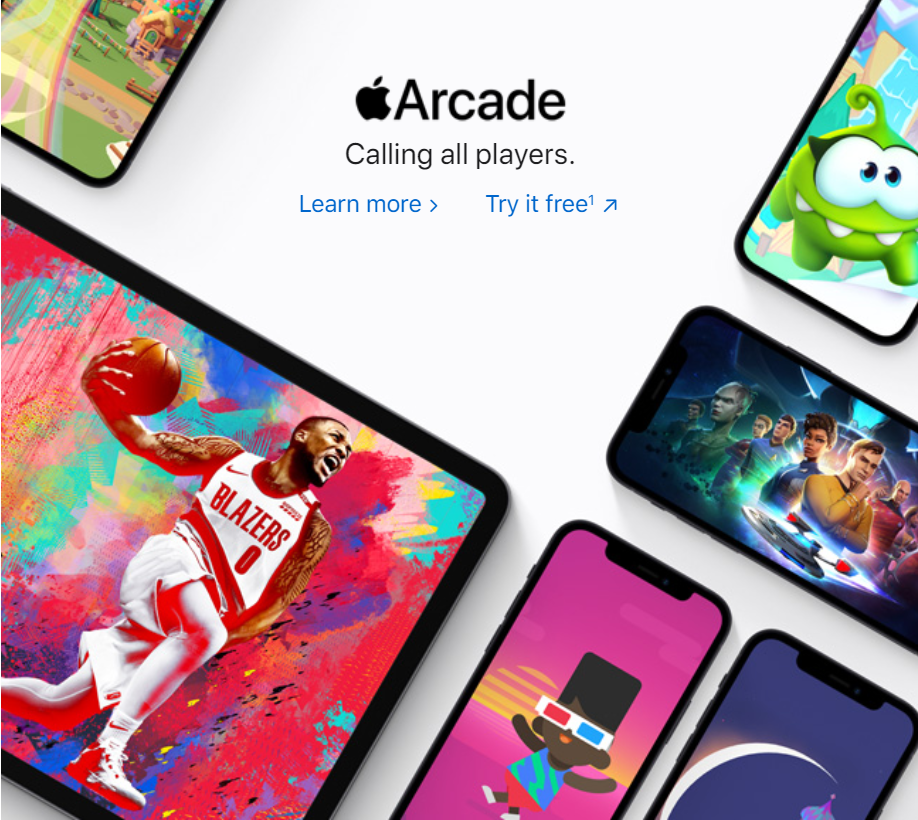 Arcade
Calling all players.
Learn more >
Try it free¹ ↗
BLAZERS
0